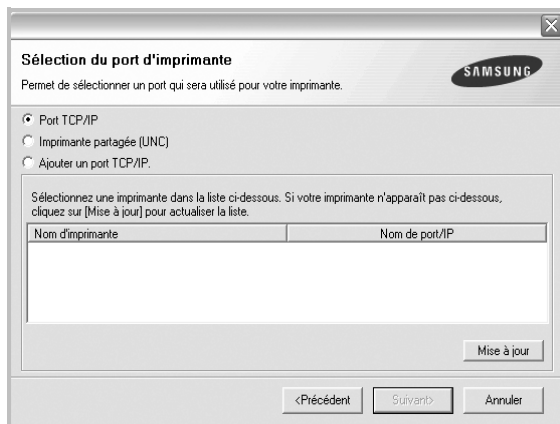 Sélection du port d'imprimante
Permet de sélectionner un port qui sera utilisé pour votre imprimante.
SAMSUNG
Port TCP/IP
Imprimante partagée (UNC)
Ajouter un port TCP/IP.
Sélectionnez une imprimante dans la liste ci-dessous. Si votre imprimante n'apparaît pas ci-dessous,
cliquez sur [Mise à jour] pour actualiser la liste.
Nom d'imprimante Nom de port/IP
Mise à jour
<Précédent Suivant> Annuler